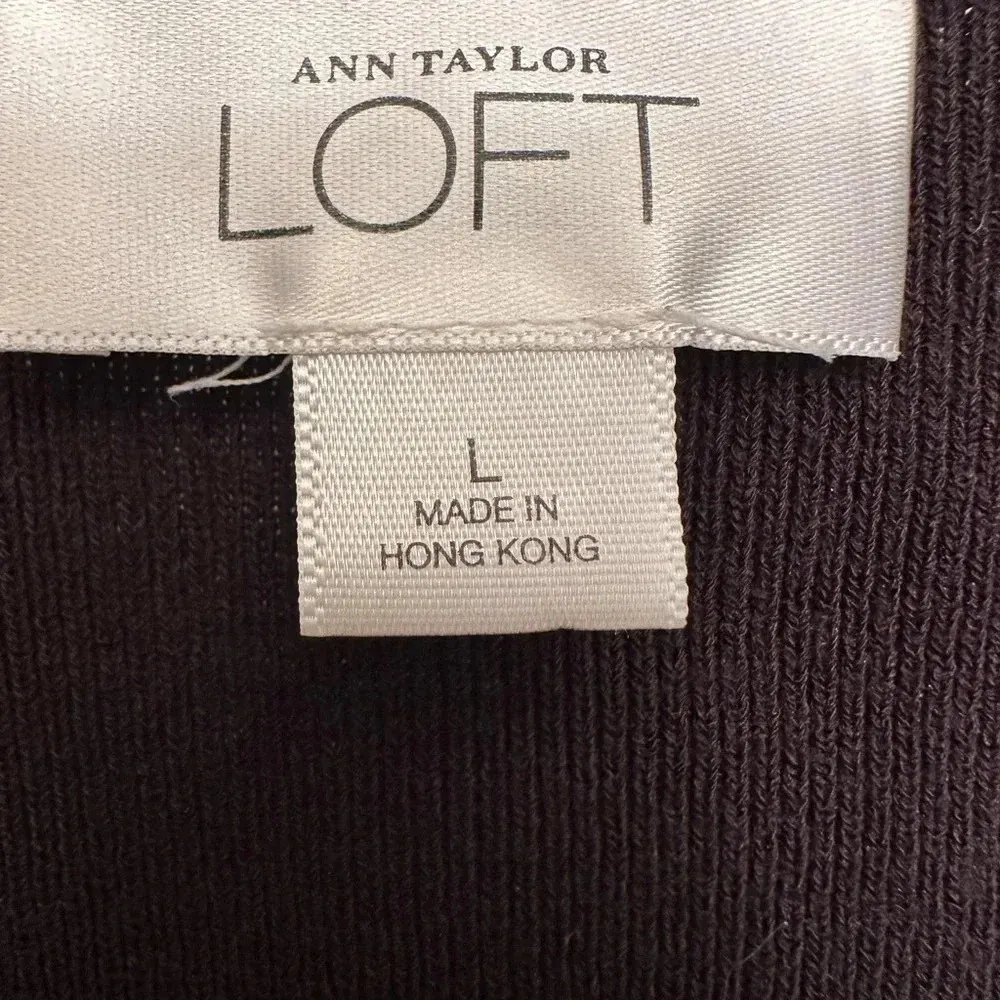 ANN TAYLOR
LOFT
L
MADE IN
HONG KONG